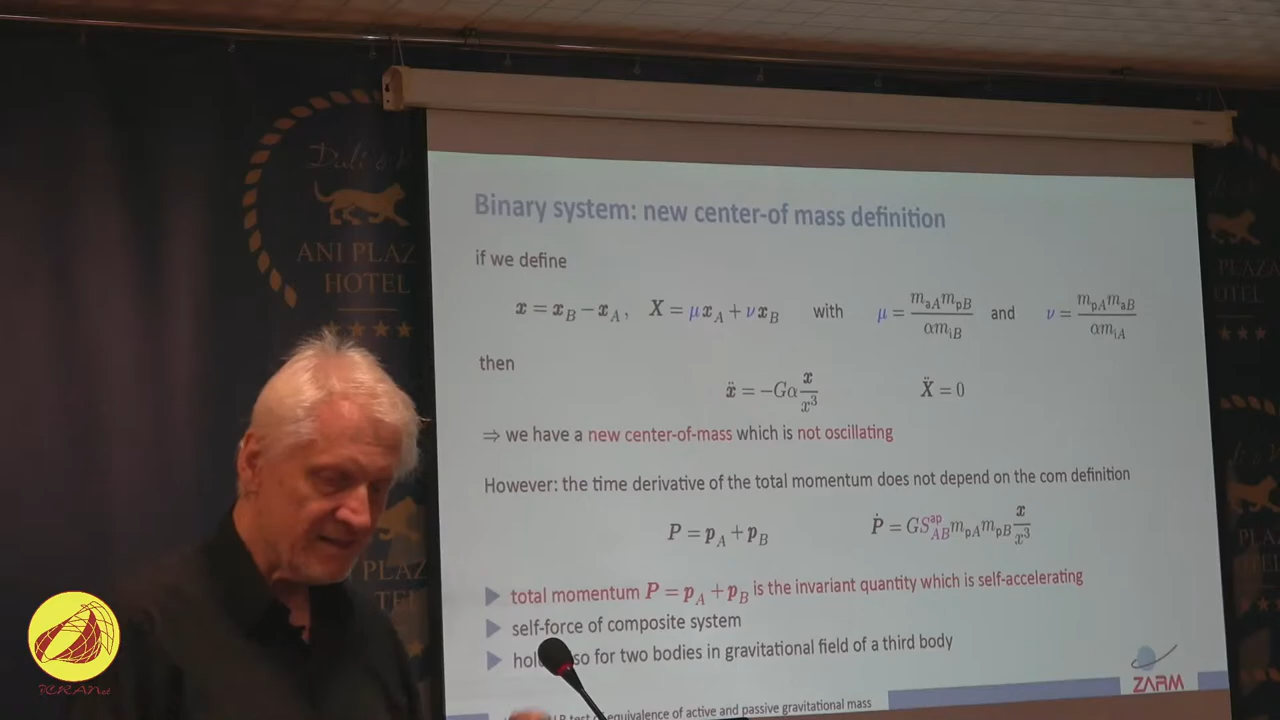 ANI PLAZ
HOTEL
Binary system: new center-of mass definition
if we define
x = x_B − x_A, X = μx_A + νx_B with μ = m_aA m_pB / αm_iB and ν = m_pA m_aB / αm_iA
then
ẍ = −Gα x/x³ Ẍ = 0
⇒ we have a new center-of-mass which is not oscillating
However: the time derivative of the total momentum does not depend on the com definition
P = p_A + p_B Ṗ = GS^ap_AB m_pA m_pB x/x³
total momentum P = p_A + p_B is the invariant quantity which is self-accelerating
self-force of composite system
so for two bodies in gravitational field of a third body
ZARM
test of equivalence of active and passive gravitational mass
PLAZ
ICRANet